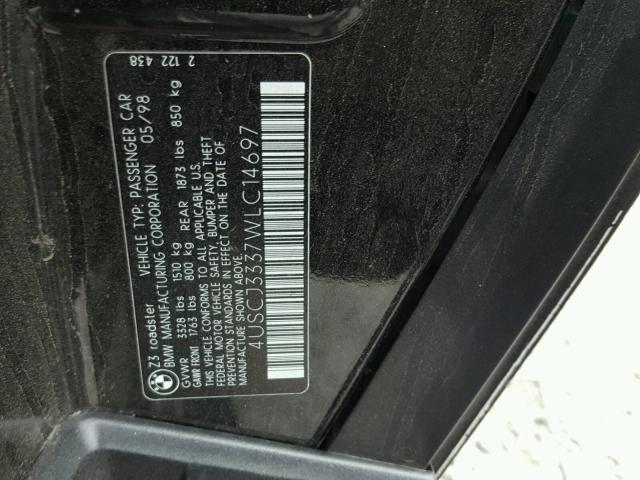 Z3 roadster VEHICLE TYP: PASSENGER CAR
BMW MANUFACTURING CORPORATION 05/98
GVWR 3328 lbs 1510 kg
GAWR FRONT 1763 lbs 800 kg REAR 1873 lbs 850 kg
THIS VEHICLE CONFORMS TO ALL APPLICABLE U.S.
FEDERAL MOTOR VEHICLE SAFETY, BUMPER AND THEFT
PREVENTION STANDARDS IN EFFECT ON THE DATE OF
MANUFACTURE SHOWN ABOVE.
4USCJ3337WLC14697
2 122 438
BMW